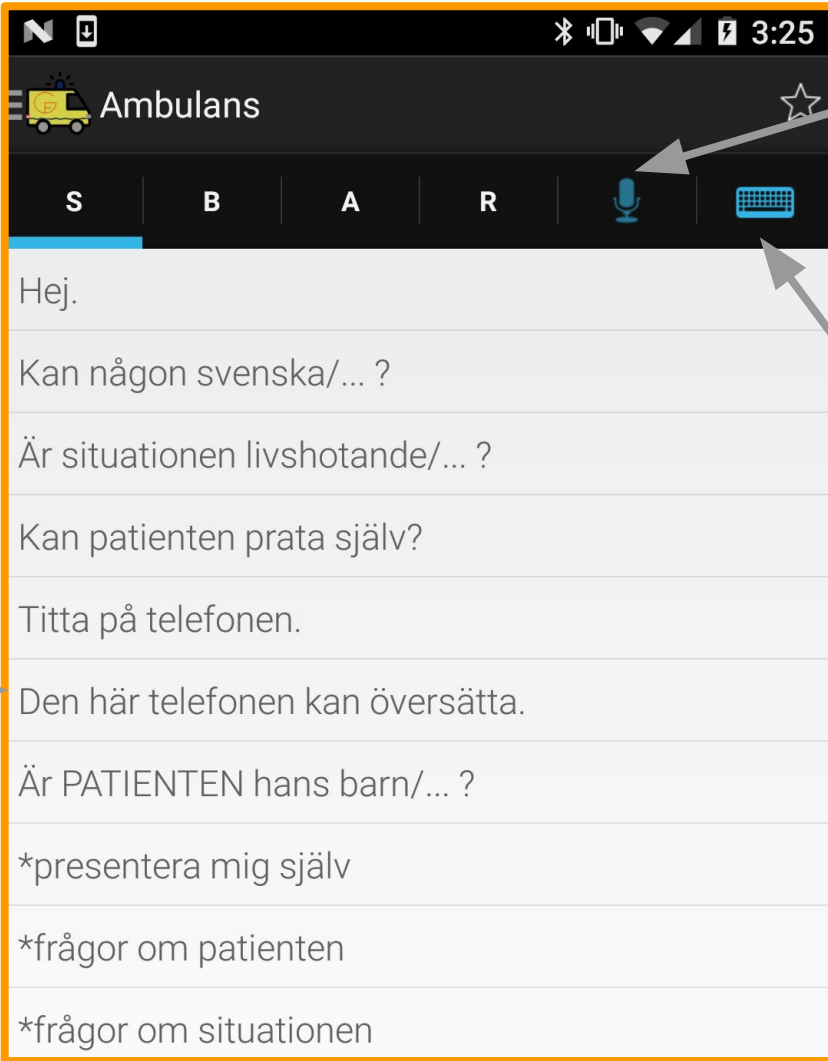 3:25
Ambulans
S B A R
Hej.
Kan någon svenska/... ?
Är situationen livshotande/... ?
Kan patienten prata själv?
Titta på telefonen.
Den här telefonen kan översätta.
Är PATIENTEN hans barn/... ?
*presentera mig själv
*frågor om patienten
*frågor om situationen